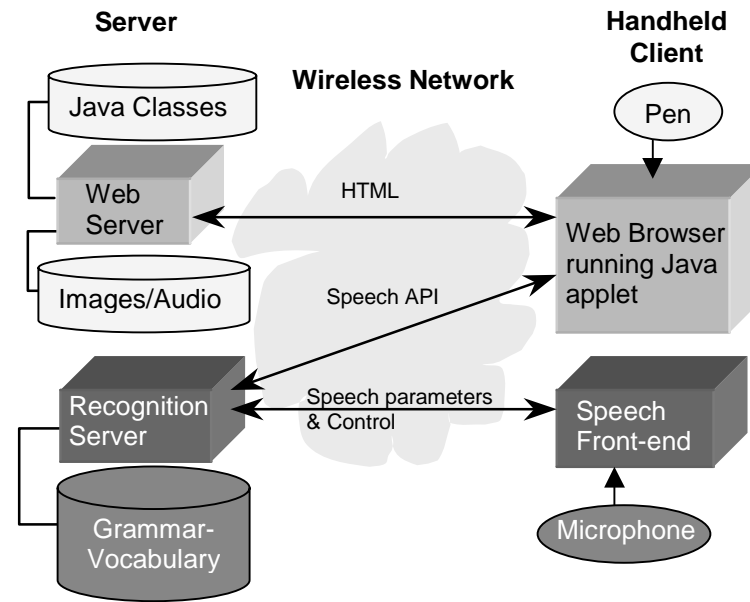 Server
Handheld
Client
Wireless Network
Java Classes
Pen
Web
Server
HTML
Web Browser
running Java
applet
Images/Audio
Speech API
Recognition
Server
Speech parameters
& Control
Speech
Front-end
Grammar-
Vocabulary
Microphone